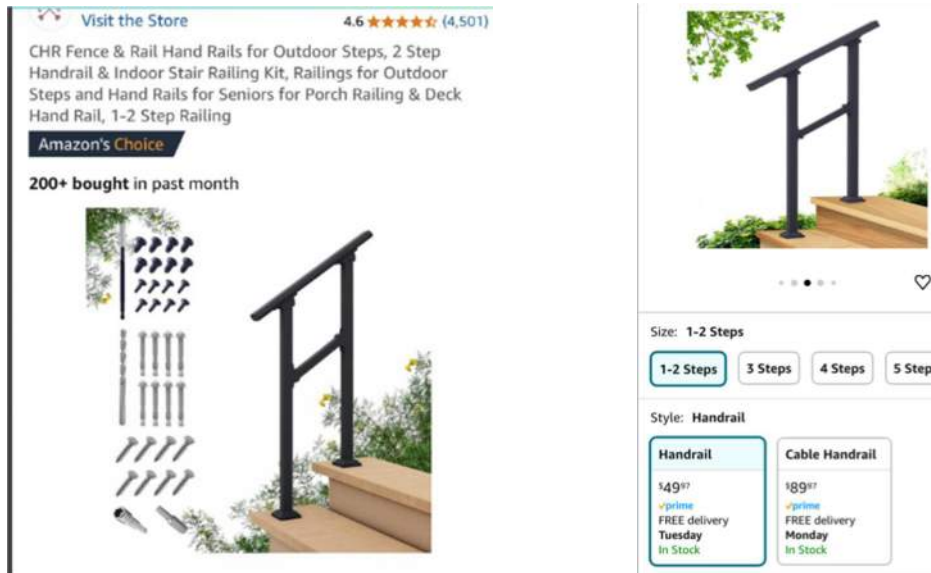 Visit the Store
4.6 (4,501)
CHR Fence & Rail Hand Rails for Outdoor Steps, 2 Step
Handrail & Indoor Stair Railing Kit, Railings for Outdoor
Steps and Hand Rails for Seniors for Porch Railing & Deck
Hand Rail, 1-2 Step Railing
Amazon's Choice
200+ bought in past month
Size: 1-2 Steps
1-2 Steps 3 Steps 4 Steps 5 Step
Style: Handrail
Handrail
$49⁹⁷
prime
FREE delivery
Tuesday
In Stock
Cable Handrail
$89⁹⁷
prime
FREE delivery
Monday
In Stock